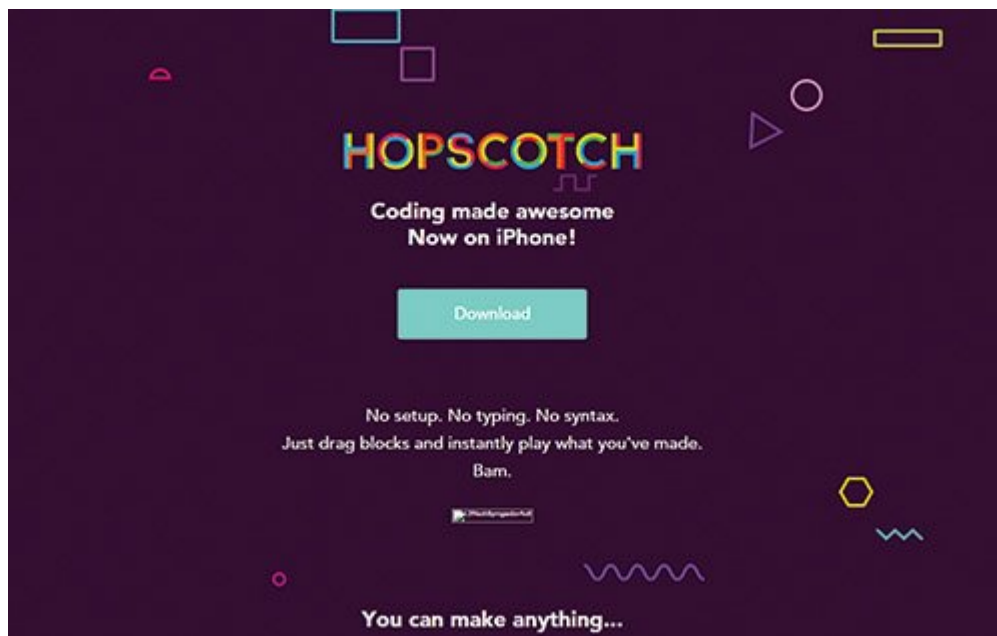 HOPSCOTCH
Coding made awesome
Now on iPhone!
Download
No setup. No typing. No syntax.
Just drag blocks and instantly play what you've made.
Bam.
You can make anything...